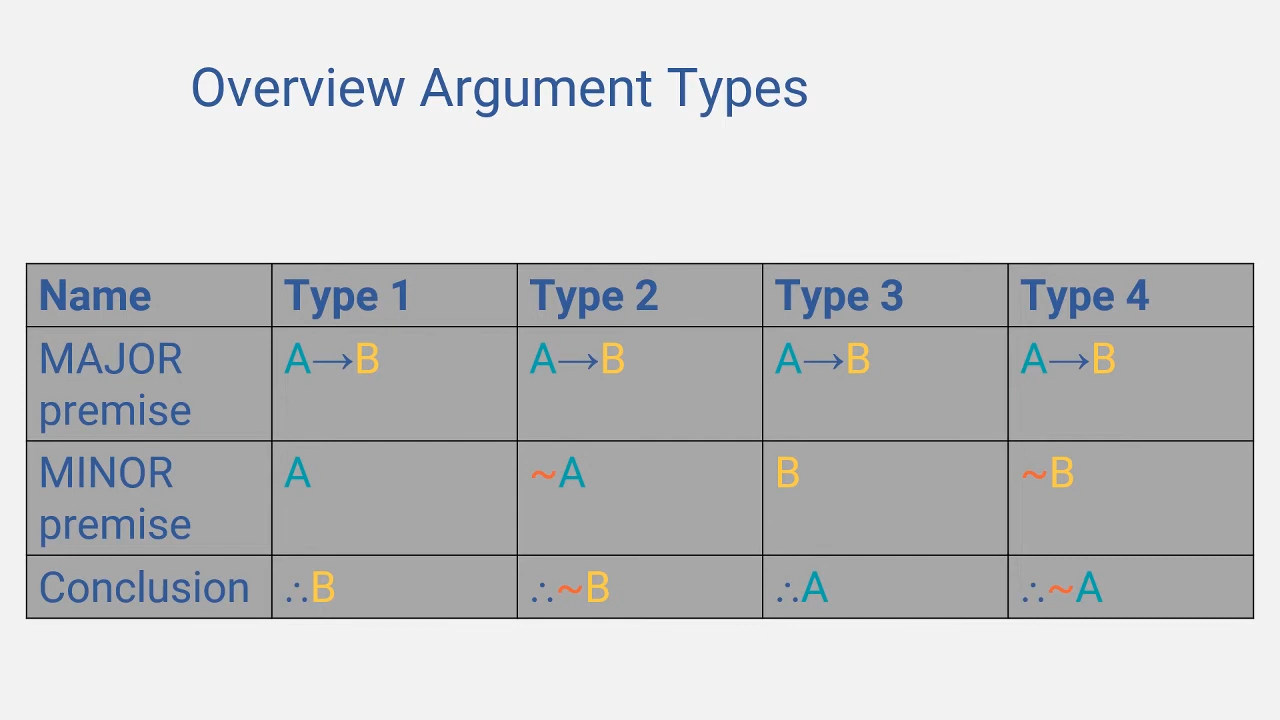 Overview Argument Types
Name Type 1 Type 2 Type 3 Type 4
MAJOR premise A→B A→B A→B A→B
MINOR premise A ~A B ~B
Conclusion ∴B ∴~B ∴A ∴~A